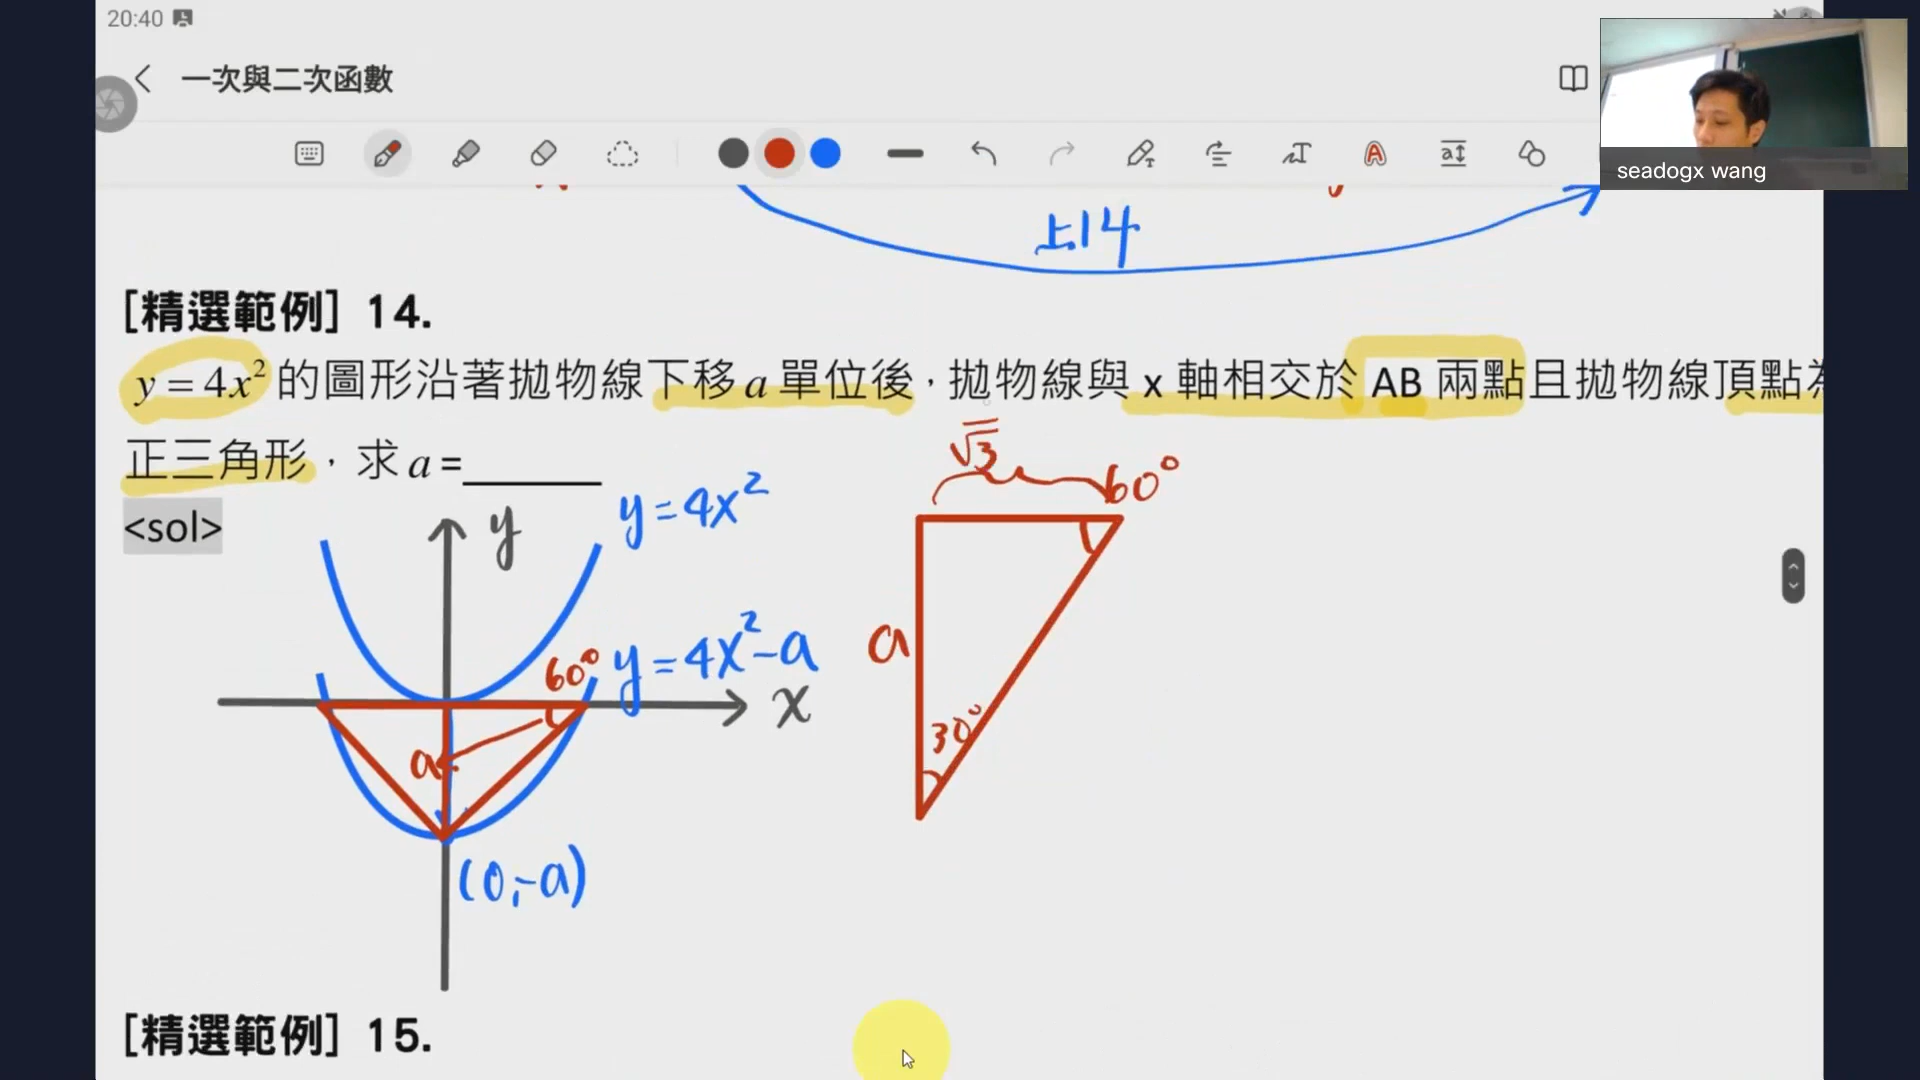 20:40
一次與二次函數
seadogx wang
上14
[精選範例] 14.
y = 4x² 的圖形沿著拋物線下移 a 單位後，拋物線與 x 軸相交於 AB 兩點且拋物線頂點為
正三角形，求 a =______
<sol>
y
y=4x²
√3
60°
60°
y=4x²-a
x
a
a
30°
(0,-a)
[精選範例] 15.